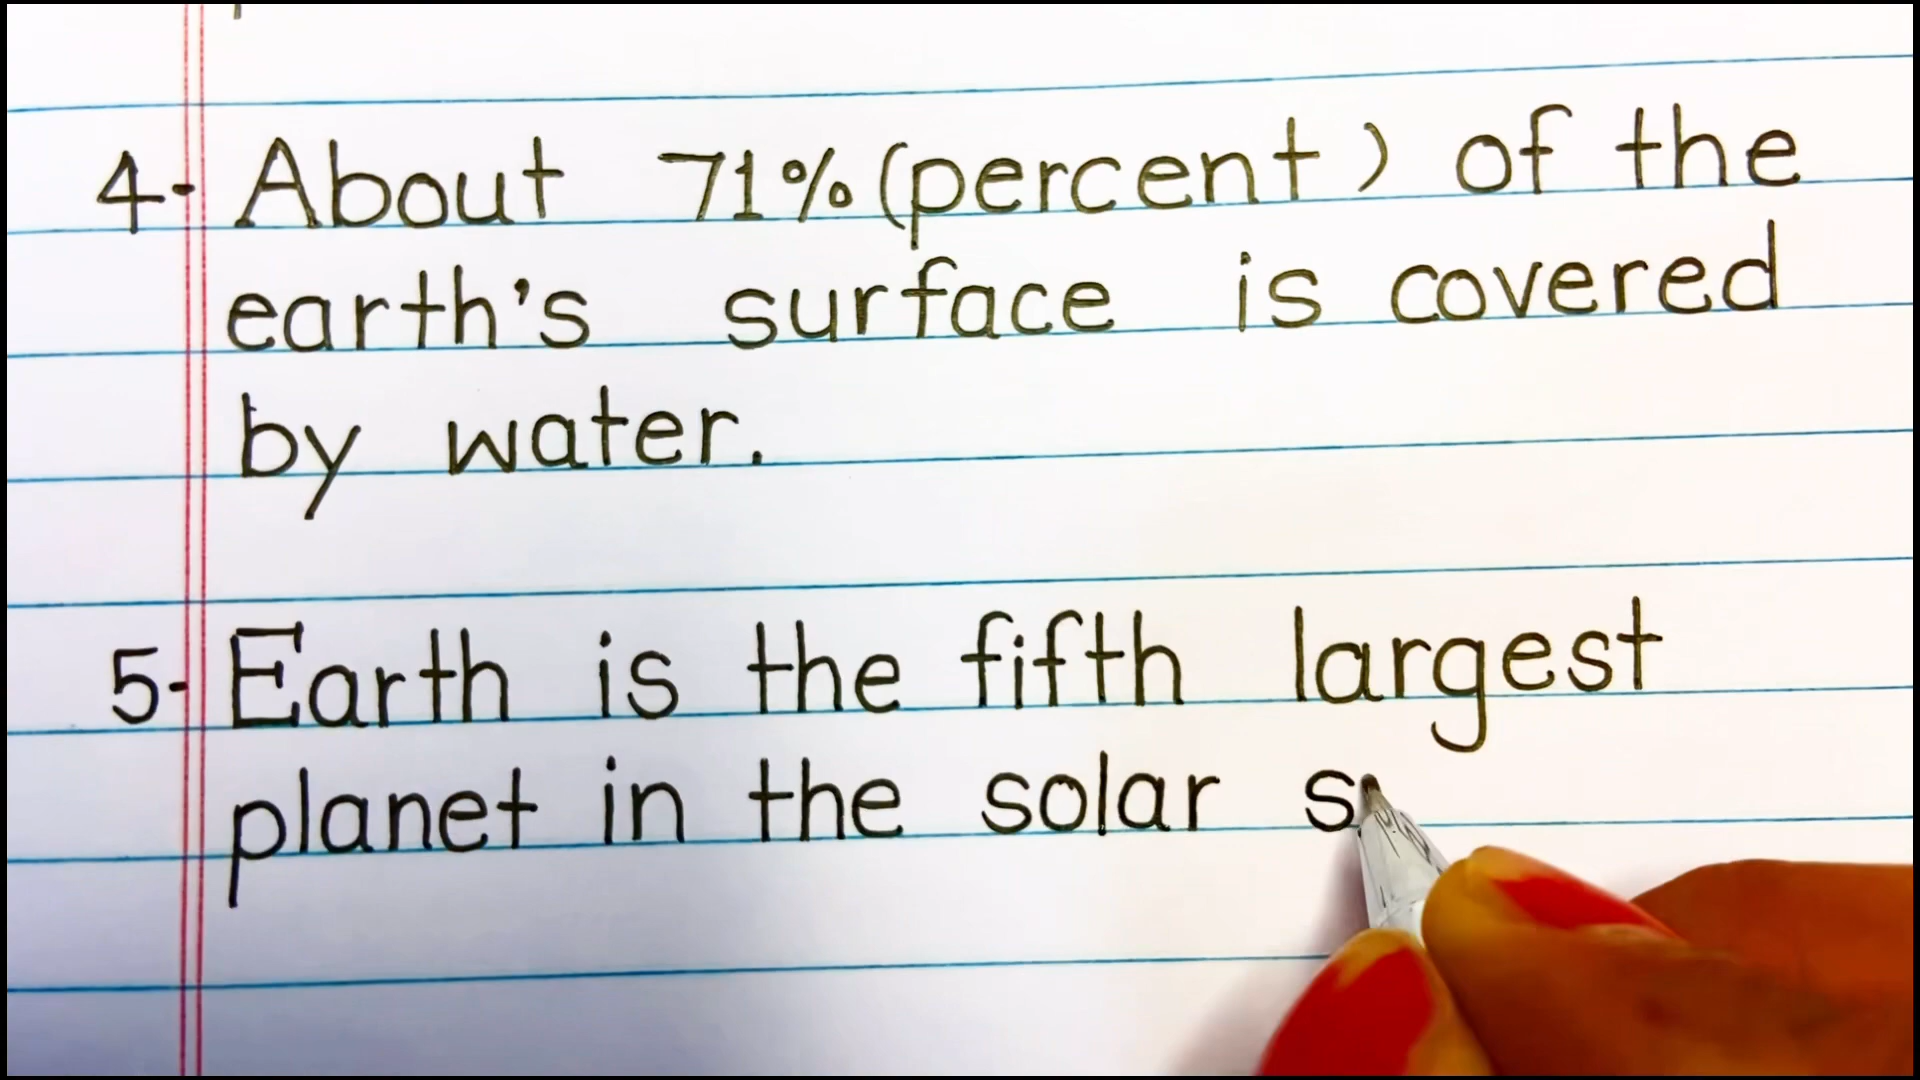 4- About 71% (percent) of the
earth's surface is covered
by water.
5- Earth is the fifth largest
planet in the solar s